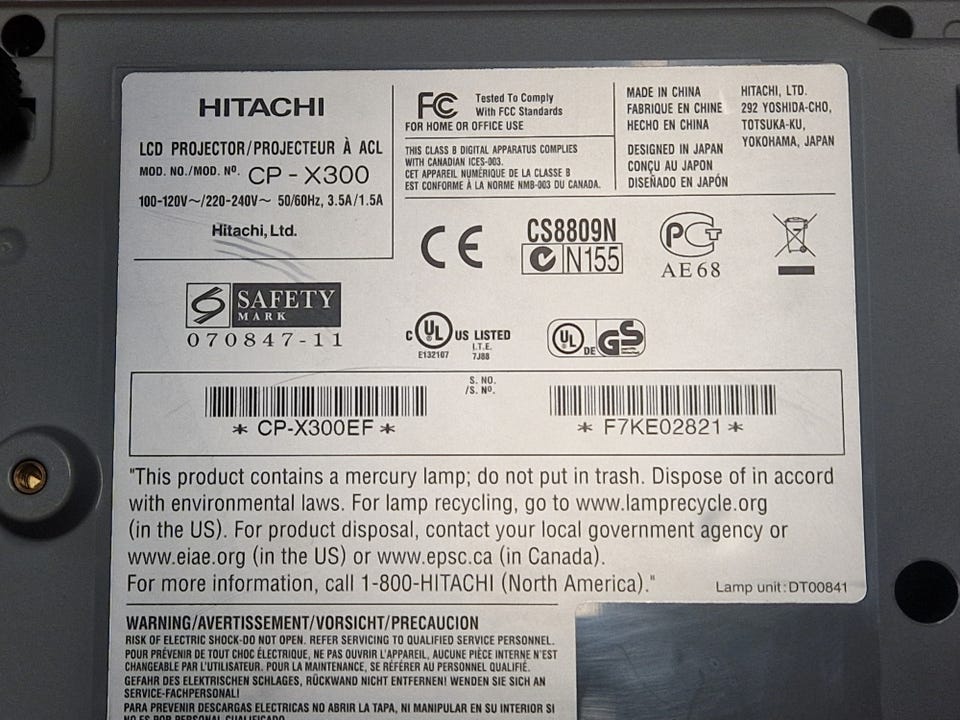 HITACHI
LCD PROJECTOR/PROJECTEUR À ACL
MOD. NO./MOD. Nº. CP - X300
100-120V～/220-240V～ 50/60Hz, 3.5A/1.5A
Hitachi, Ltd.
FC Tested To Comply
With FCC Standards
FOR HOME OR OFFICE USE
THIS CLASS B DIGITAL APPARATUS COMPLIES
WITH CANADIAN ICES-003.
CET APPAREIL NUMÉRIQUE DE LA CLASSE B
EST CONFORME À LA NORME NMB-003 DU CANADA.
MADE IN CHINA
FABRIQUE EN CHINE
HECHO EN CHINA
DESIGNED IN JAPAN
CONÇU AU JAPON
DISEÑADO EN JAPÓN
HITACHI, LTD.
292 YOSHIDA-CHO,
TOTSUKA-KU,
YOKOHAMA, JAPAN
CE
CS8809N
N155
PCT
AE68
SAFETY
MARK
070847-11
C UL US LISTED
E132107
I.T.E.
7J88
UL DE GS
S. NO.
/S. Nº.
* CP-X300EF *
* F7KE02821 *
"This product contains a mercury lamp; do not put in trash. Dispose of in accord
with environmental laws. For lamp recycling, go to www.lamprecycle.org
(in the US). For product disposal, contact your local government agency or
www.eiae.org (in the US) or www.epsc.ca (in Canada).
For more information, call 1-800-HITACHI (North America)."
Lamp unit:DT00841
WARNING/AVERTISSEMENT/VORSICHT/PRECAUCION
RISK OF ELECTRIC SHOCK-DO NOT OPEN. REFER SERVICING TO QUALIFIED SERVICE PERSONNEL.
POUR PRÉVENIR DE TOUT CHOC ÉLECTRIQUE, NE PAS OUVRIR L'APPAREIL, AUCUNE PIÈCE INTERNE N'EST
CHANGEABLE PAR L'UTILISATEUR. POUR LA MAINTENANCE, SE RÉFÉRER AU PERSONNEL QUALIFIÉ.
GEFAHR DES ELEKTRISCHEN SCHLAGES, RÜCKWAND NICHT ENTFERNEN! WENDEN SIE SICH AN
SERVICE-FACHPERSONAL!
PARA PREVENIR DESCARGAS ELECTRICAS NO ABRIR LA TAPA, NI MANIPULAR EN SU INTERIOR SI
NO ES POR PERSONAL CUALIFICADO.